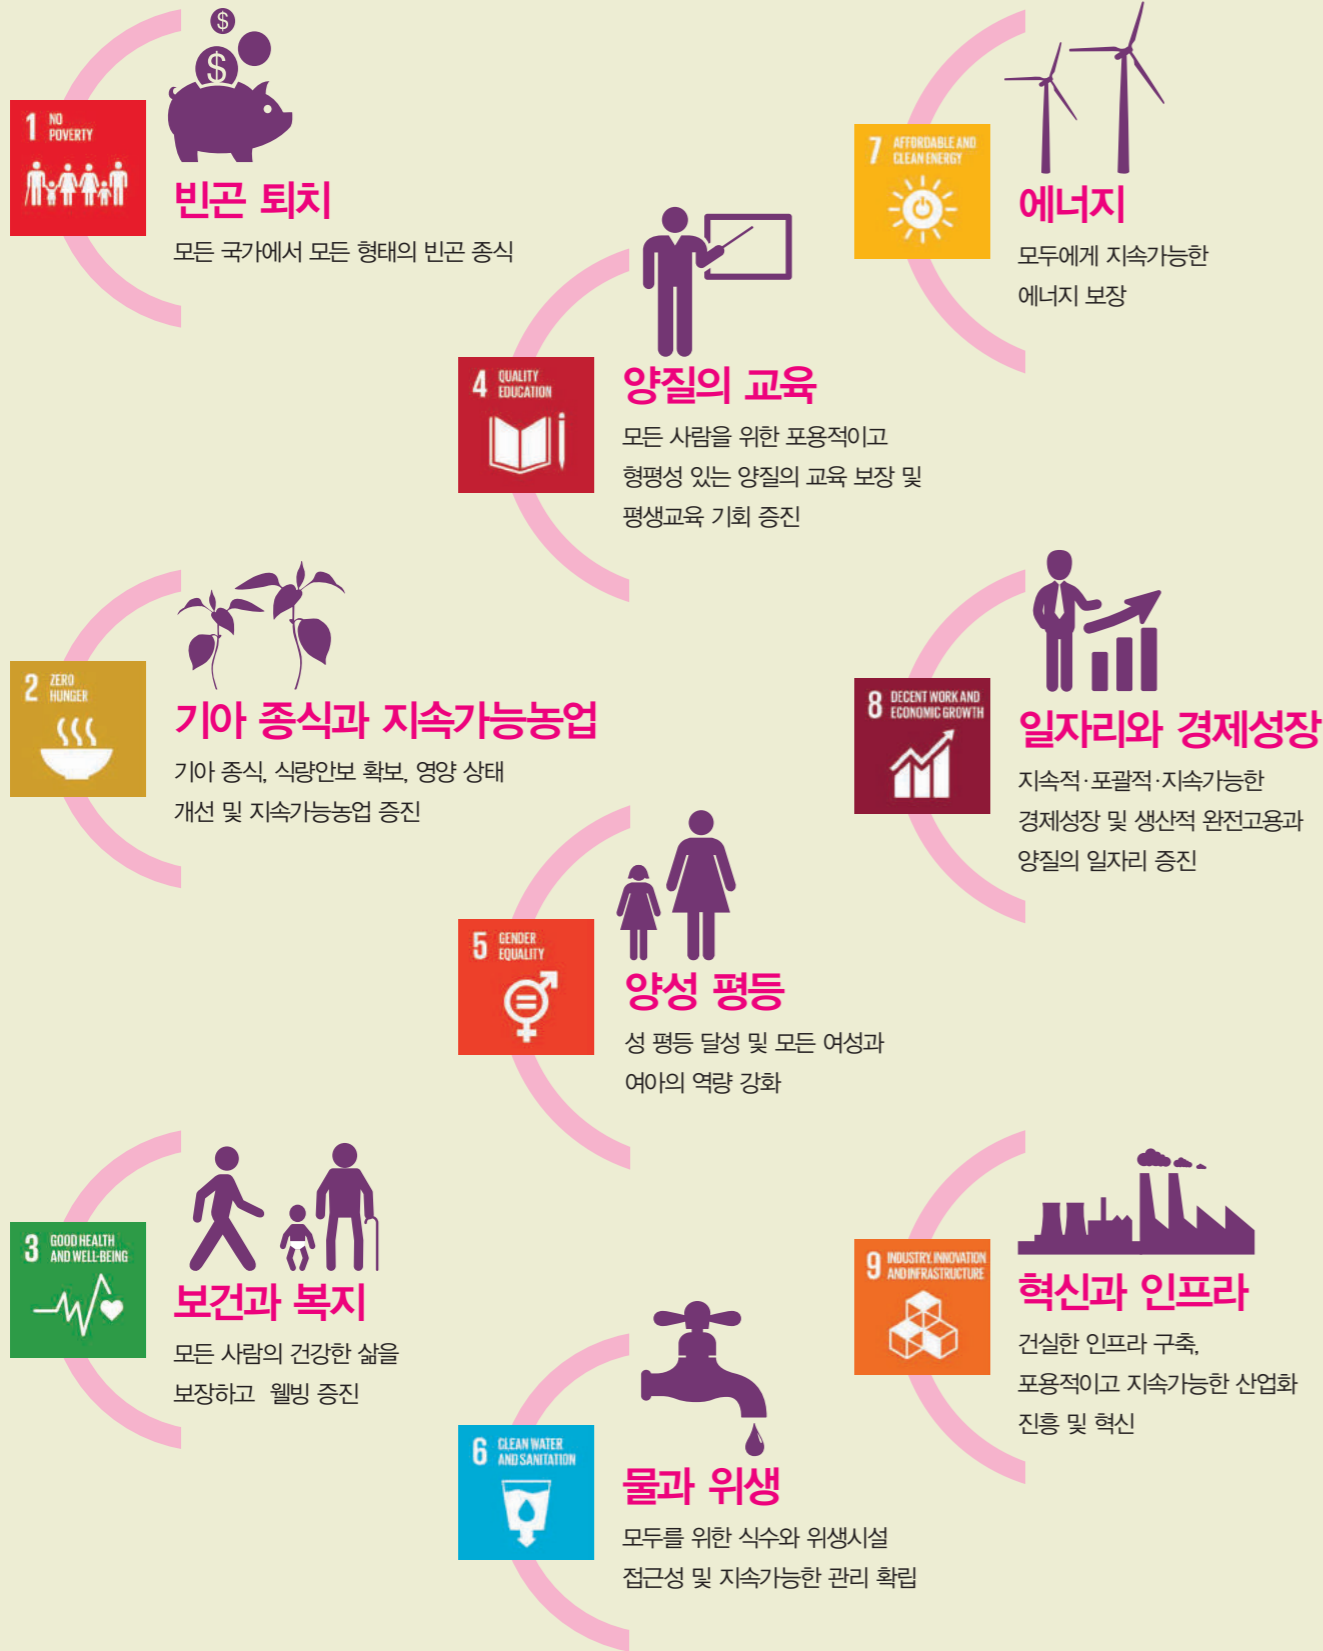 $
$
1 NO
POVERTY
빈곤 퇴치
모든 국가에서 모든 형태의 빈곤 종식
2 ZERO
HUNGER
기아 종식과 지속가능농업
기아 종식, 식량안보 확보, 영양 상태
개선 및 지속가능농업 증진
3 GOOD HEALTH
AND WELL-BEING
보건과 복지
모든 사람의 건강한 삶을
보장하고 웰빙 증진
4 QUALITY
EDUCATION
양질의 교육
모든 사람을 위한 포용적이고
형평성 있는 양질의 교육 보장 및
평생교육 기회 증진
5 GENDER
EQUALITY
양성 평등
성 평등 달성 및 모든 여성과
여아의 역량 강화
6 CLEAN WATER
AND SANITATION
물과 위생
모두를 위한 식수와 위생시설
접근성 및 지속가능한 관리 확립
7 AFFORDABLE AND
CLEAN ENERGY
에너지
모두에게 지속가능한
에너지 보장
8 DECENT WORK AND
ECONOMIC GROWTH
일자리와 경제성장
지속적·포괄적·지속가능한
경제성장 및 생산적 완전고용과
양질의 일자리 증진
9 INDUSTRY, INNOVATION
AND INFRASTRUCTURE
혁신과 인프라
건실한 인프라 구축,
포용적이고 지속가능한 산업화
진흥 및 혁신